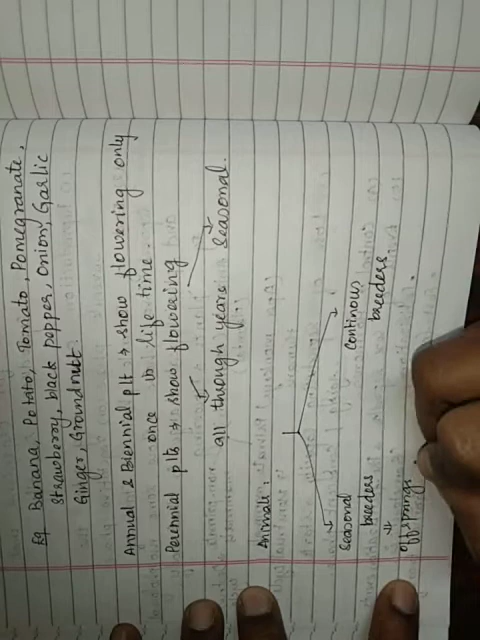 Eg Banana, Potato, Tomato, Pomegranate,
Strawberry, black pepper, Onion, Garlic
Ginger, Groundnut.
Annual & Biennial plt → show flowering only
once in life time.
Perennial plts → show flowering
all through years seasonal.
Animals:
Seasonal breeders
continous breeders.
↓
offsprings